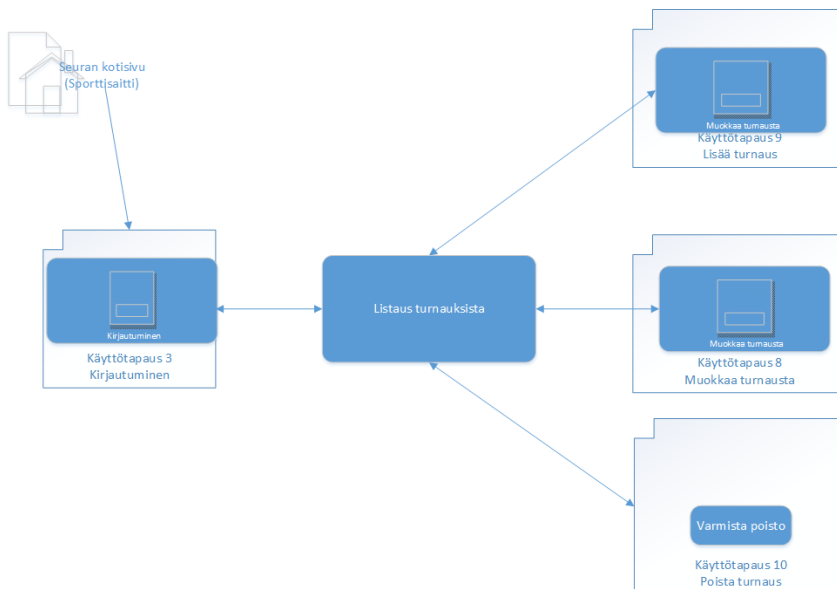 Seuran kotisivu
(Sporttisaitti)
Muokkaa turnausta
Käyttötapaus 9
Lisää turnaus
Kirjautuminen
Käyttötapaus 3
Kirjautuminen
Listaus turnauksista
Muokkaa turnausta
Käyttötapaus 8
Muokkaa turnausta
Varmista poisto
Käyttötapaus 10
Poista turnaus